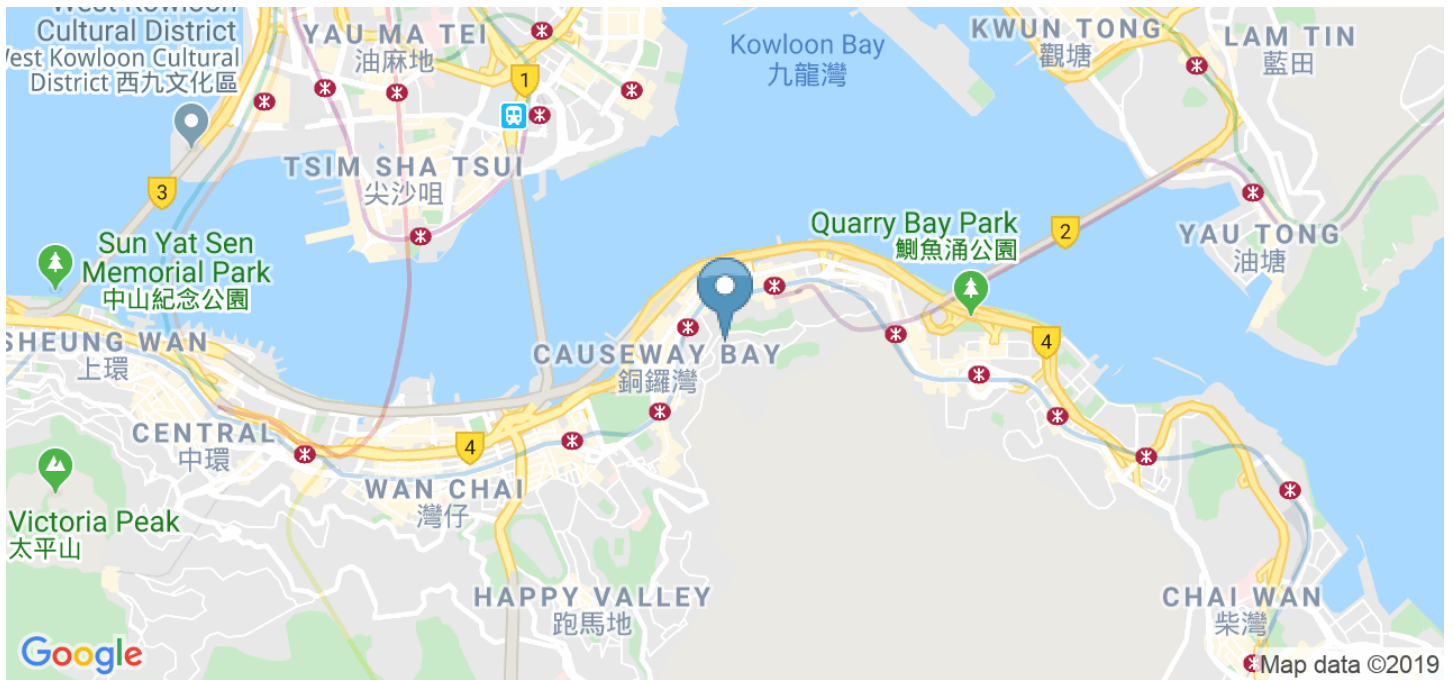 West Kowloon
Cultural District
West Kowloon Cultural
District 西九文化區
YAU MA TEI
油麻地
1
Kowloon Bay
九龍灣
KWUN TONG
觀塘
LAM TIN
藍田
3
TSIM SHA TSUI
尖沙咀
Sun Yat Sen
Memorial Park
中山紀念公園
Quarry Bay Park
鰂魚涌公園
2
YAU TONG
油塘
SHEUNG WAN
上環
CAUSEWAY BAY
銅鑼灣
4
CENTRAL
中環
4
WAN CHAI
灣仔
Victoria Peak
太平山
HAPPY VALLEY
跑馬地
CHAI WAN
柴灣
Google
Map data ©2019